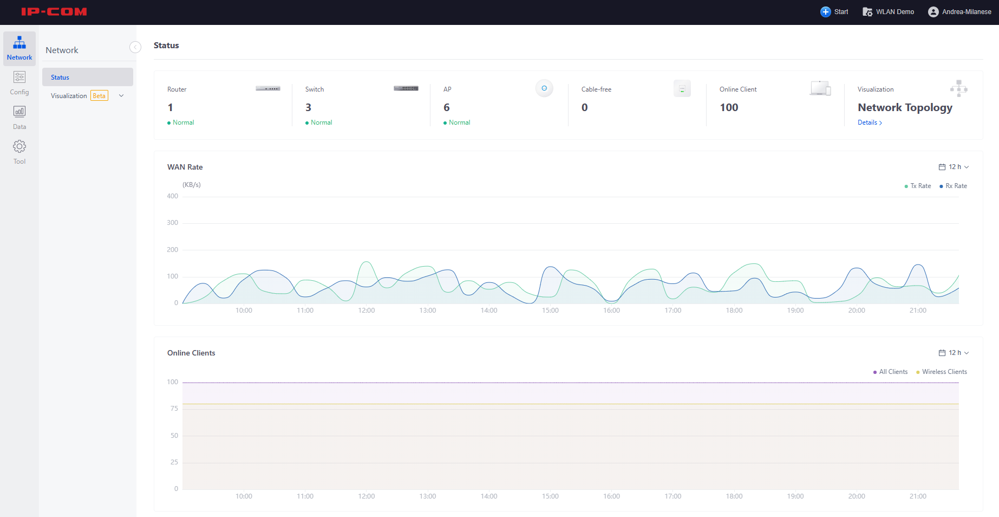 IP-COM
Start
WLAN Demo
Andrea-Milanese
Network
Config
Data
Tool
Network
Status
Visualization Beta
Status
Router
1
Normal
Switch
3
Normal
AP
6
Normal
Cable-free
0
Online Client
100
Visualization
Network Topology
Details
WAN Rate
12 h
(KB/s)
Tx Rate Rx Rate
400
300
200
100
0
10:00 11:00 12:00 13:00 14:00 15:00 16:00 17:00 18:00 19:00 20:00 21:00
Online Clients
12 h
All Clients Wireless Clients
100
75
50
25
0
10:00 11:00 12:00 13:00 14:00 15:00 16:00 17:00 18:00 19:00 20:00 21:00